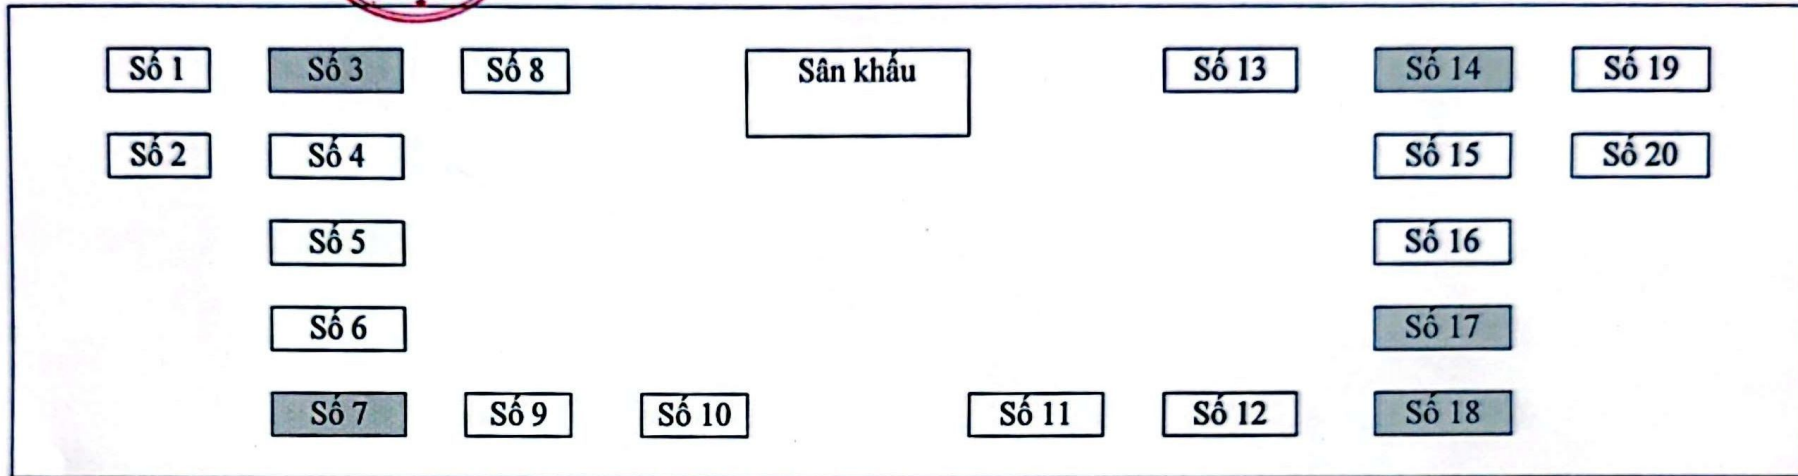 Số 1 Số 3 Số 8 Sân khấu Số 13 Số 14 Số 19
Số 2 Số 4 Số 15 Số 20
Số 5 Số 16
Số 6 Số 17
Số 7 Số 9 Số 10 Số 11 Số 12 Số 18